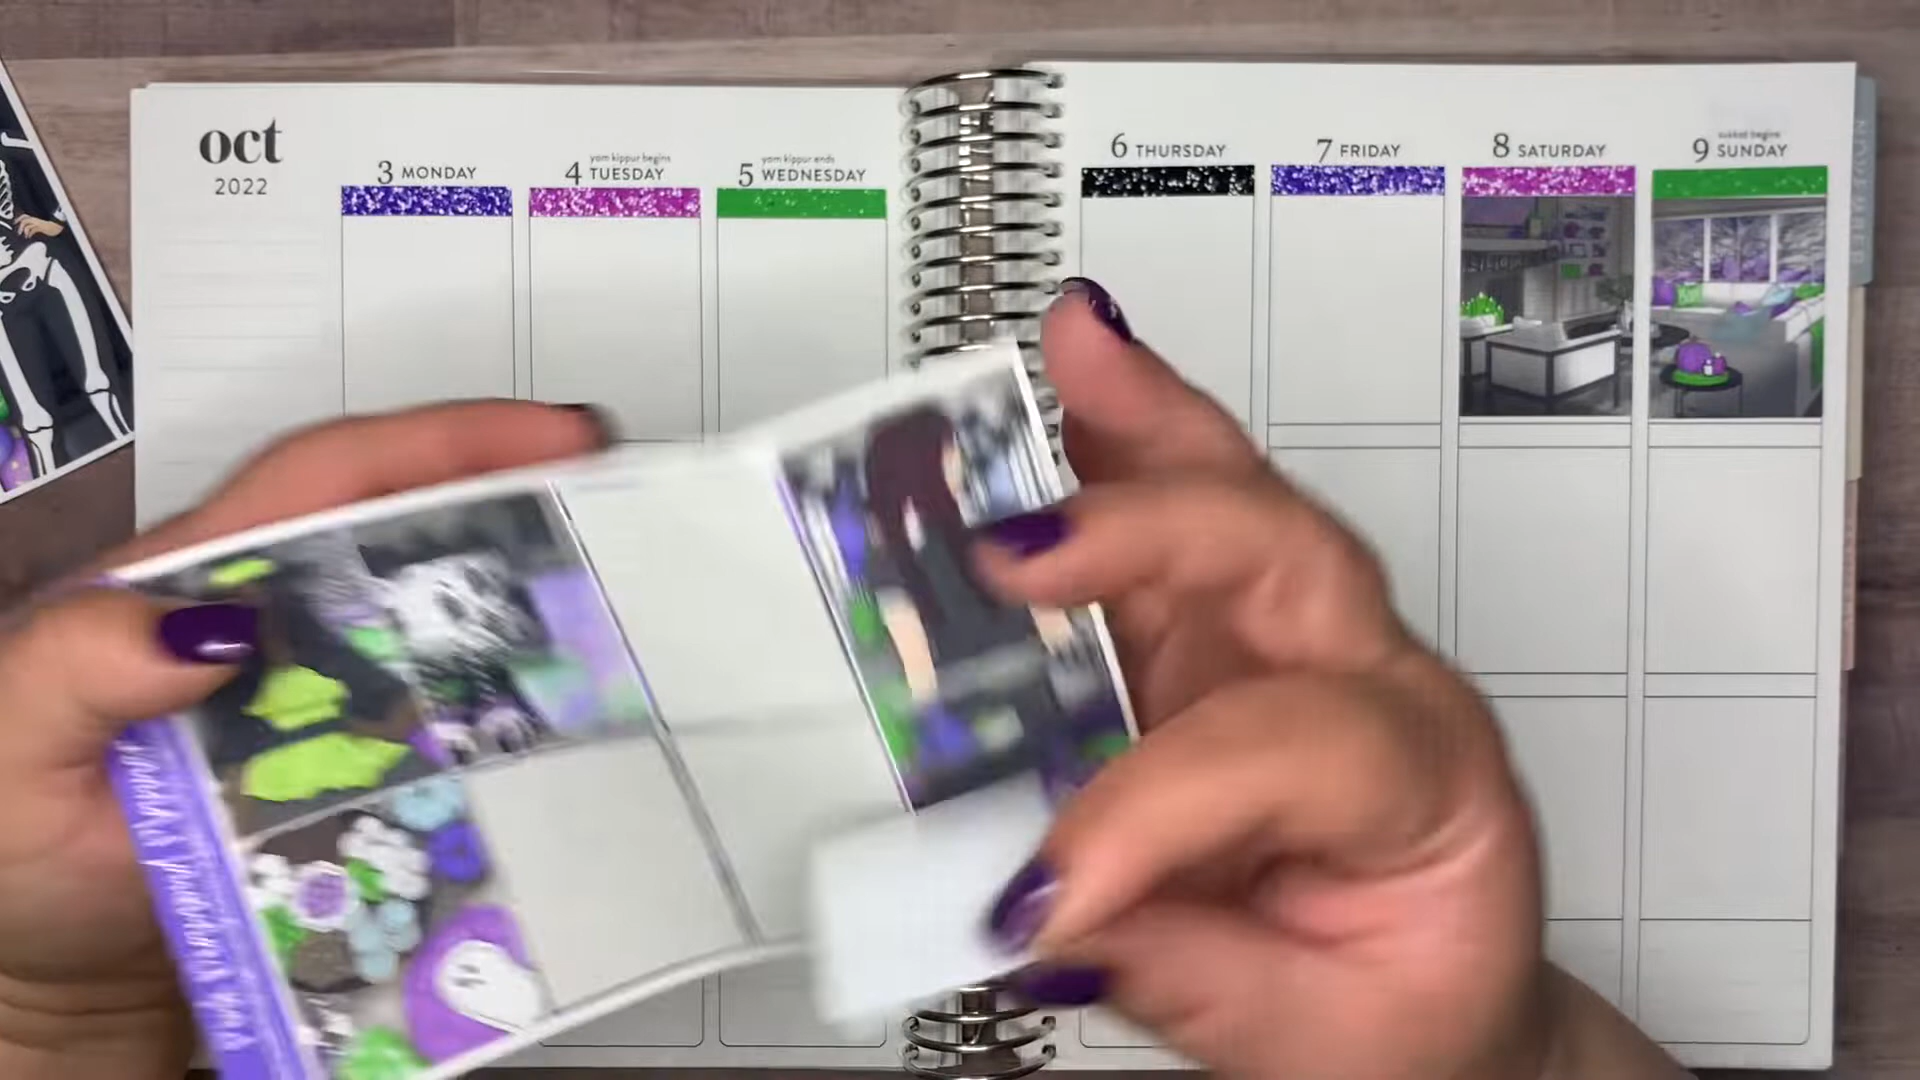 oct
2022
3 MONDAY
yom kippur begins
4 TUESDAY
yom kippur ends
5 WEDNESDAY
6 THURSDAY
7 FRIDAY
8 SATURDAY
sukkot begins
9 SUNDAY
NOVEMBER